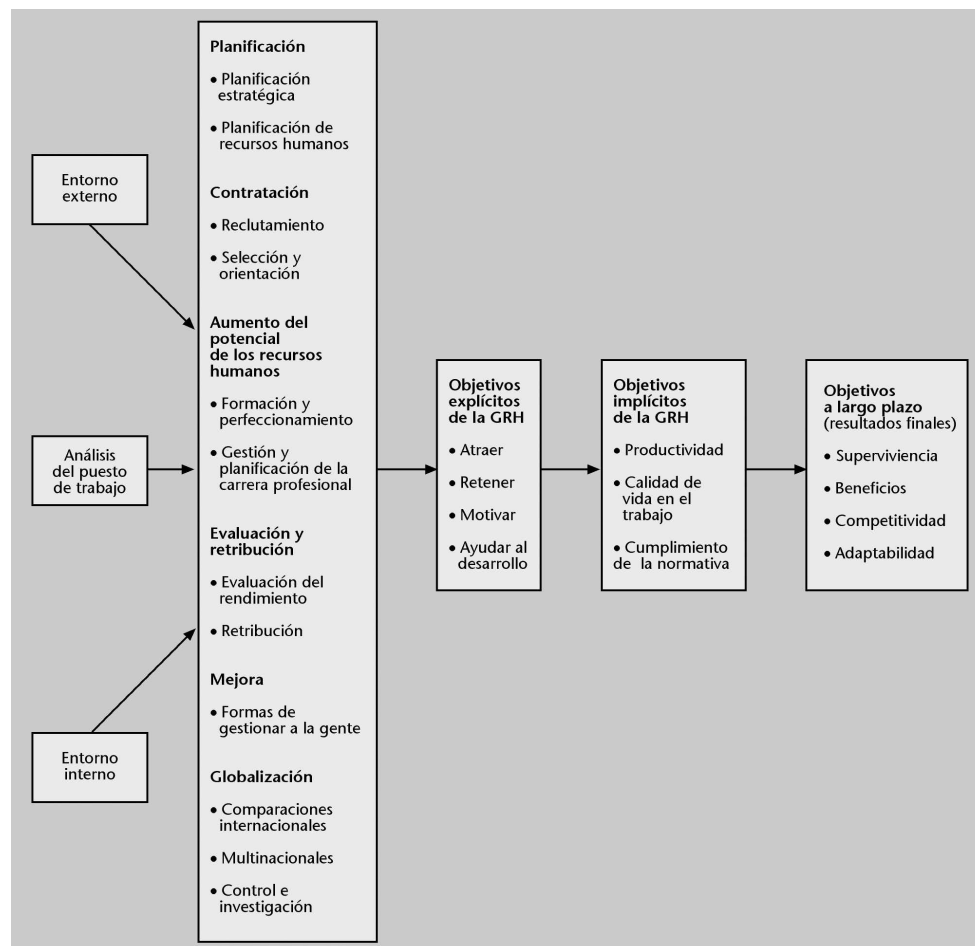 Entorno
externo
Análisis
del puesto
de trabajo
Entorno
interno
Planificación
• Planificación
estratégica
• Planificación de
recursos humanos
Contratación
• Reclutamiento
• Selección y
orientación
Aumento del
potencial
de los recursos
humanos
• Formación y
perfeccionamiento
• Gestión y
planificación de la
carrera profesional
Evaluación y
retribución
• Evaluación del
rendimiento
• Retribución
Mejora
• Formas de
gestionar a la gente
Globalización
• Comparaciones
internacionales
• Multinacionales
• Control e
investigación
Objetivos
explícitos
de la GRH
• Atraer
• Retener
• Motivar
• Ayudar al
desarrollo
Objetivos
implícitos
de la GRH
• Productividad
• Calidad de
vida en el
trabajo
• Cumplimiento
de la normativa
Objetivos
a largo plazo
(resultados finales)
• Superviviencia
• Beneficios
• Competitividad
• Adaptabilidad